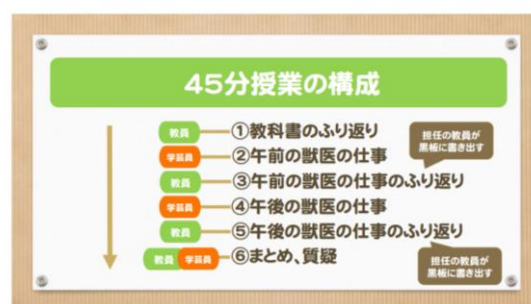 45分授業の構成
教員 ①教科書のふり返り
担任の教員が
黒板に書き出す
学芸員 ②午前の獣医の仕事
教員 ③午前の獣医の仕事のふり返り
学芸員 ④午後の獣医の仕事
教員 ⑤午後の獣医の仕事のふり返り
教員 学芸員 ⑥まとめ、質疑
担任の教員が
黒板に書き出す